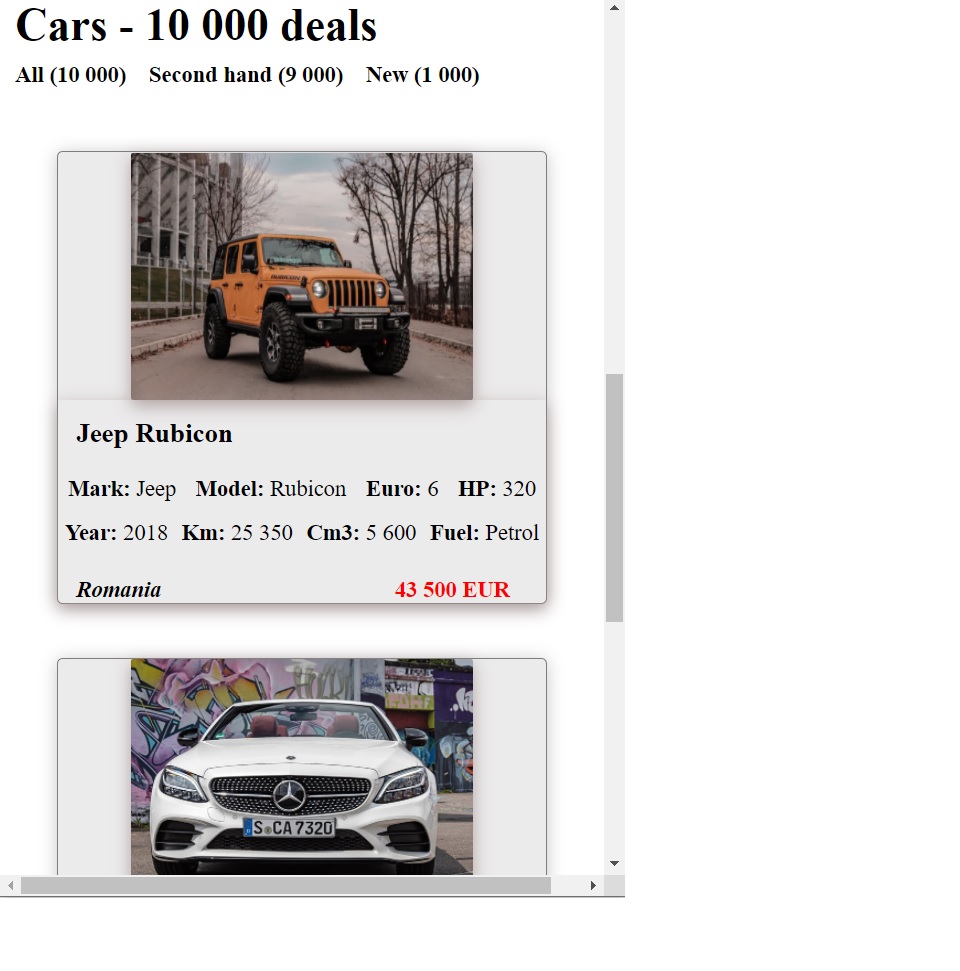 Cars - 10 000 deals
All (10 000) Second hand (9 000) New (1 000)
RUBICON
Jeep Rubicon
Mark: Jeep Model: Rubicon Euro: 6 HP: 320
Year: 2018 Km: 25 350 Cm3: 5 600 Fuel: Petrol
Romania 43 500 EUR
S CA 7320